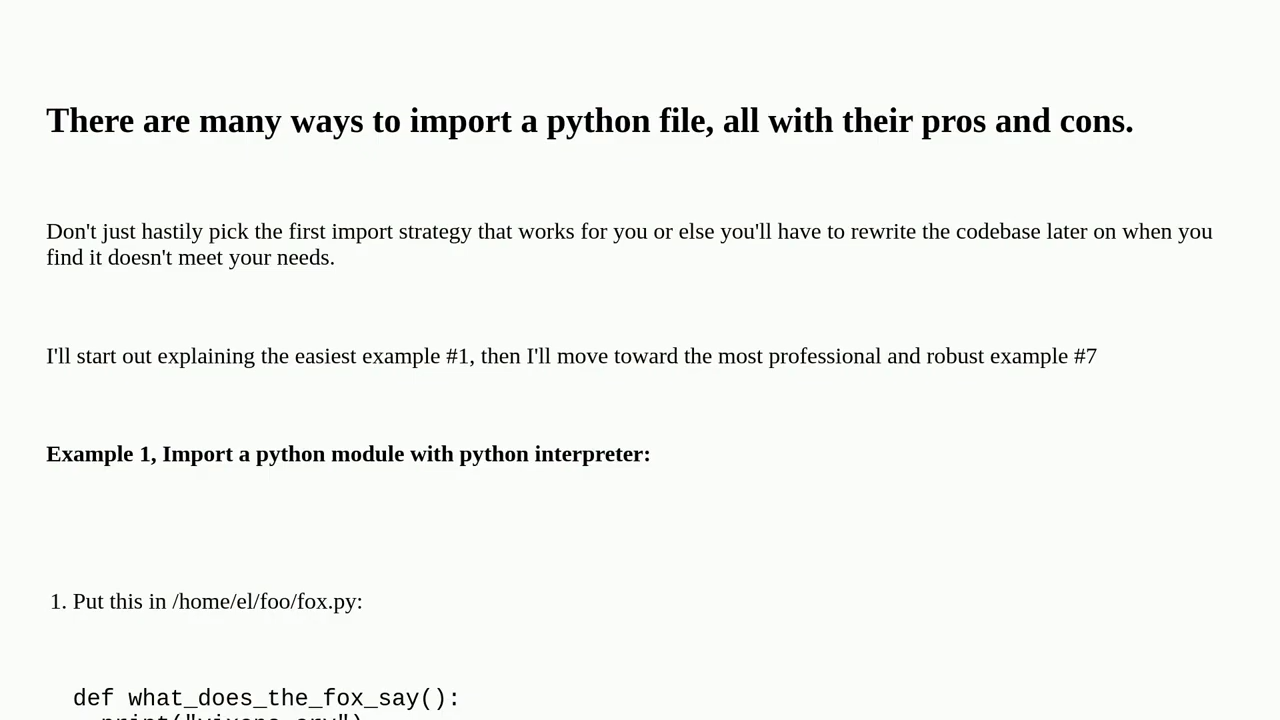 There are many ways to import a python file, all with their pros and cons.
Don't just hastily pick the first import strategy that works for you or else you'll have to rewrite the codebase later on when you
find it doesn't meet your needs.
I'll start out explaining the easiest example #1, then I'll move toward the most professional and robust example #7
Example 1, Import a python module with python interpreter:
1. Put this in /home/el/foo/fox.py:
def what_does_the_fox_say():
print("vixens cry")